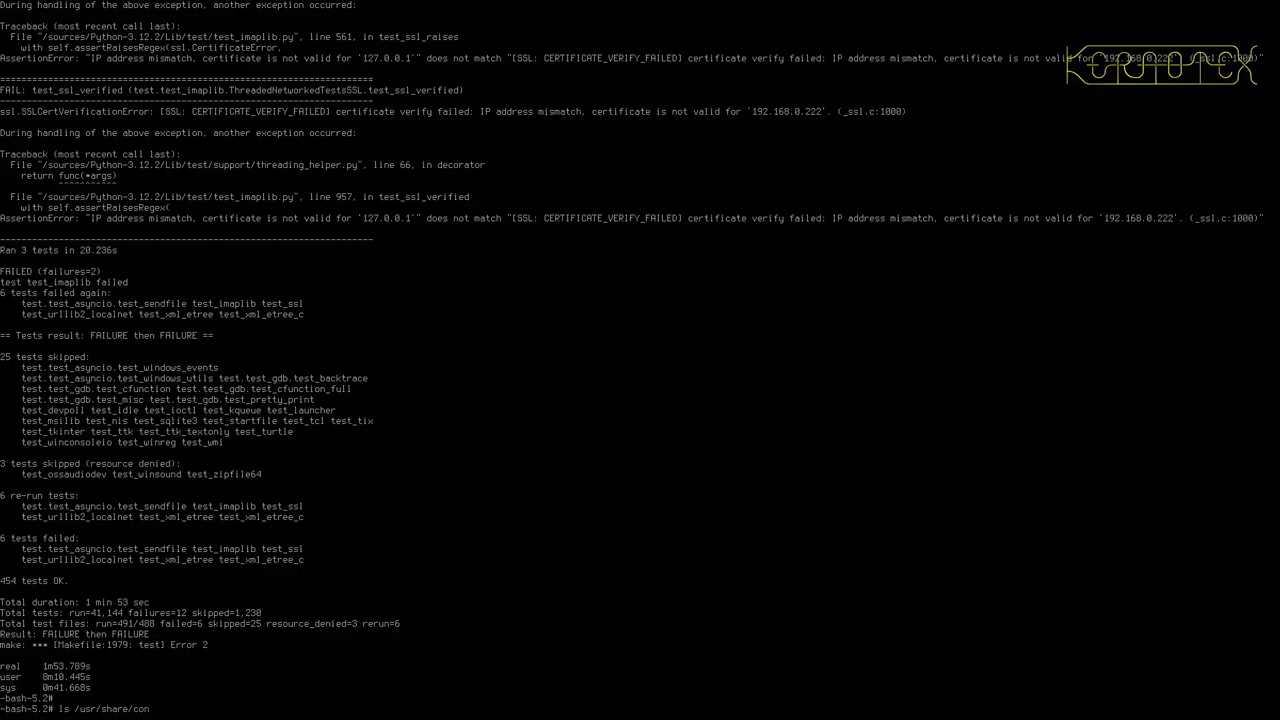 During handling of the above exception, another exception occurred:
Traceback (most recent call last):
File "/sources/Python-3.12.2/Lib/test/test_imaplib.py", line 561, in test_ssl_raises
with self.assertRaisesRegex(ssl.CertificateError,
AssertionError: "IP address mismatch, certificate is not valid for '127.0.0.1'" does not match "[SSL: CERTIFICATE_VERIFY_FAILED] certificate verify failed: IP address mismatch, certificate is not valid for '192.168.0.222'. (_ssl.c:1000)"
======================================================================
FAIL: test_ssl_verified (test.test_imaplib.ThreadedNetworkedTestsSSL.test_ssl_verified)
----------------------------------------------------------------------
ssl.SSLCertVerificationError: [SSL: CERTIFICATE_VERIFY_FAILED] certificate verify failed: IP address mismatch, certificate is not valid for '192.168.0.222'. (_ssl.c:1000)
During handling of the above exception, another exception occurred:
Traceback (most recent call last):
File "/sources/Python-3.12.2/Lib/test/support/threading_helper.py", line 66, in decorator
return func(*args)
^^^^^^^^^^^
File "/sources/Python-3.12.2/Lib/test/test_imaplib.py", line 957, in test_ssl_verified
with self.assertRaisesRegex(
AssertionError: "IP address mismatch, certificate is not valid for '127.0.0.1'" does not match "[SSL: CERTIFICATE_VERIFY_FAILED] certificate verify failed: IP address mismatch, certificate is not valid for '192.168.0.222'. (_ssl.c:1000)"
----------------------------------------------------------------------
Ran 3 tests in 20.236s
FAILED (failures=2)
test test_imaplib failed
6 tests failed again:
test.test_asyncio.test_sendfile test_imaplib test_ssl
test_urllib2_localnet test_xml_etree test_xml_etree_c
== Tests result: FAILURE then FAILURE ==
25 tests skipped:
test.test_asyncio.test_windows_events
test.test_asyncio.test_windows_utils test.test_gdb.test_backtrace
test.test_gdb.test_cfunction test.test_gdb.test_cfunction_full
test.test_gdb.test_misc test.test_gdb.test_pretty_print
test_devpoll test_idle test_ioctl test_kqueue test_launcher
test_msilib test_nis test_sqlite3 test_startfile test_tcl test_tix
test_tkinter test_ttk test_ttk_textonly test_turtle
test_winconsoleio test_winreg test_wmi
3 tests skipped (resource denied):
test_ossaudiodev test_winsound test_zipfile64
6 re-run tests:
test.test_asyncio.test_sendfile test_imaplib test_ssl
test_urllib2_localnet test_xml_etree test_xml_etree_c
6 tests failed:
test.test_asyncio.test_sendfile test_imaplib test_ssl
test_urllib2_localnet test_xml_etree test_xml_etree_c
454 tests OK.
Total duration: 1 min 53 sec
Total tests: run=41,144 failures=12 skipped=1,230
Total test files: run=491/488 failed=6 skipped=25 resource_denied=3 rerun=6
Result: FAILURE then FAILURE
make: *** [Makefile:1979: test] Error 2
real 1m53.789s
user 8m10.445s
sys 0m41.668s
-bash-5.2#
-bash-5.2# ls /usr/share/con